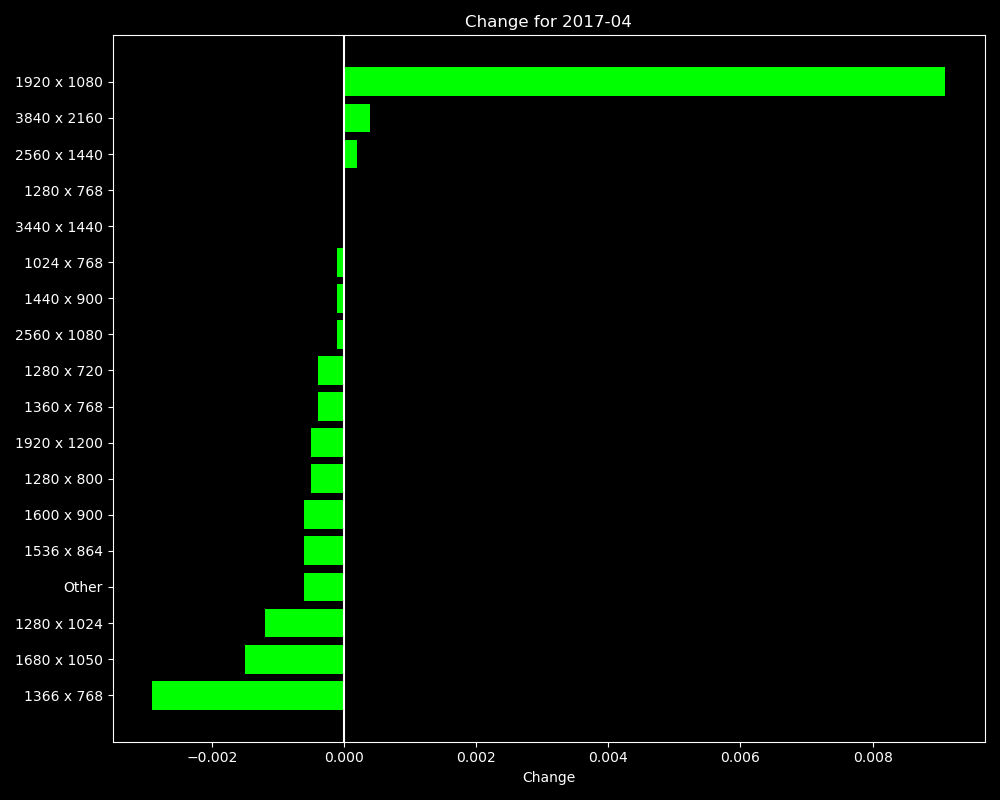 Change for 2017-04
1920 x 1080
3840 x 2160
2560 x 1440
1280 x 768
3440 x 1440
1024 x 768
1440 x 900
2560 x 1080
1280 x 720
1360 x 768
1920 x 1200
1280 x 800
1600 x 900
1536 x 864
Other
1280 x 1024
1680 x 1050
1366 x 768
−0.002 0.000 0.002 0.004 0.006 0.008
Change